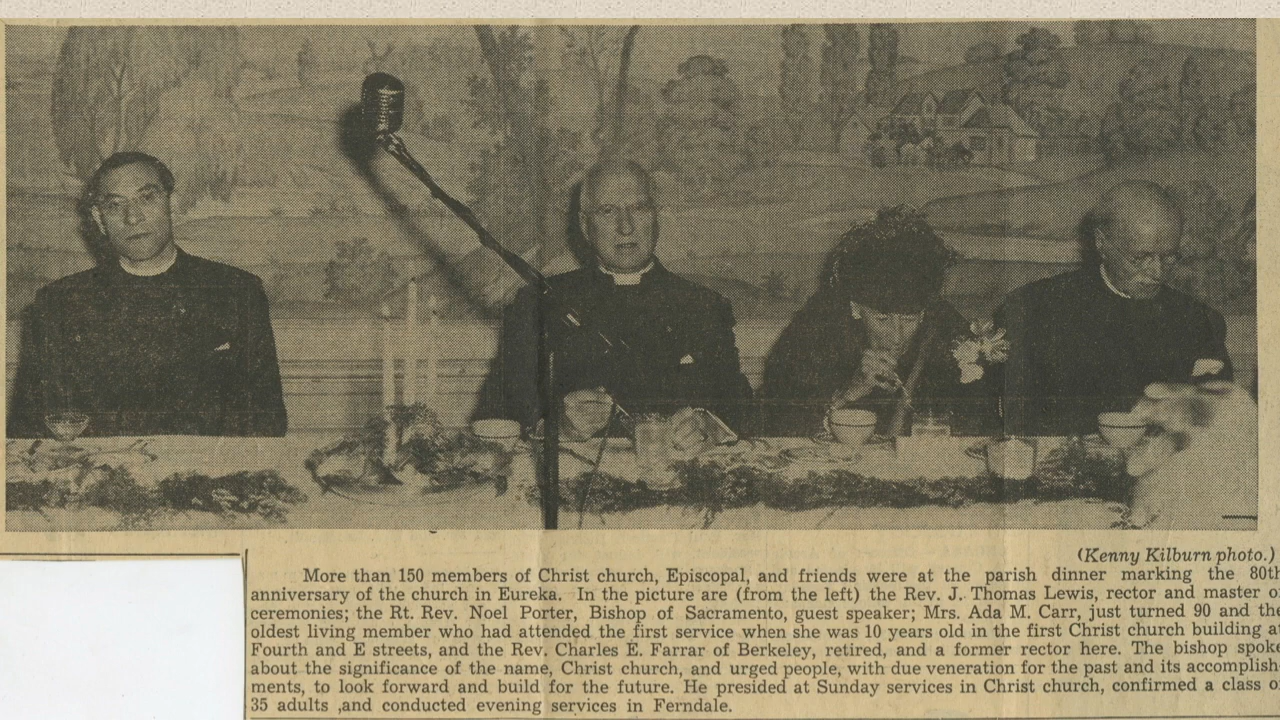 (Kenny Kilburn photo.)
More than 150 members of Christ church, Episcopal, and friends were at the parish dinner marking the 80th
anniversary of the church in Eureka. In the picture are (from the left) the Rev. J. Thomas Lewis, rector and master o
ceremonies; the Rt. Rev. Noel Porter, Bishop of Sacramento, guest speaker; Mrs. Ada M. Carr, just turned 90 and the
oldest living member who had attended the first service when she was 10 years old in the first Christ church building at
Fourth and E streets, and the Rev. Charles E. Farrar of Berkeley, retired, and a former rector here. The bishop spoke
about the significance of the name, Christ church, and urged people, with due veneration for the past and its accomplish-
ments, to look forward and build for the future. He presided at Sunday services in Christ church, confirmed a class o
35 adults ,and conducted evening services in Ferndale.